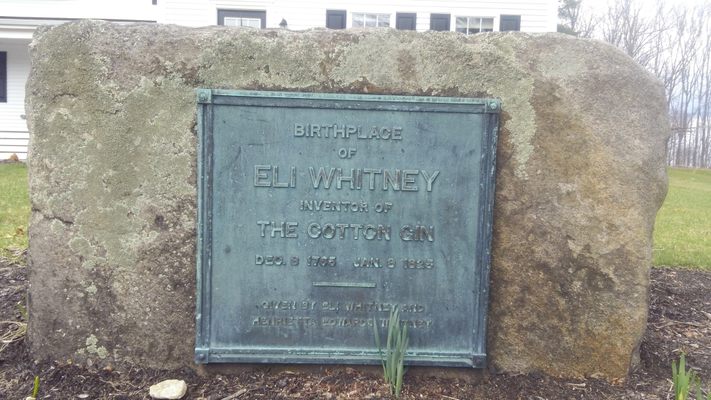 BIRTHPLACE
OF
ELI WHITNEY
INVENTOR OF
THE COTTON GIN
DEC. 8 1765 JAN. 8 1825
GIVEN BY ELI WHITNEY AND
HENRIETTA EDWARDS WHITNEY